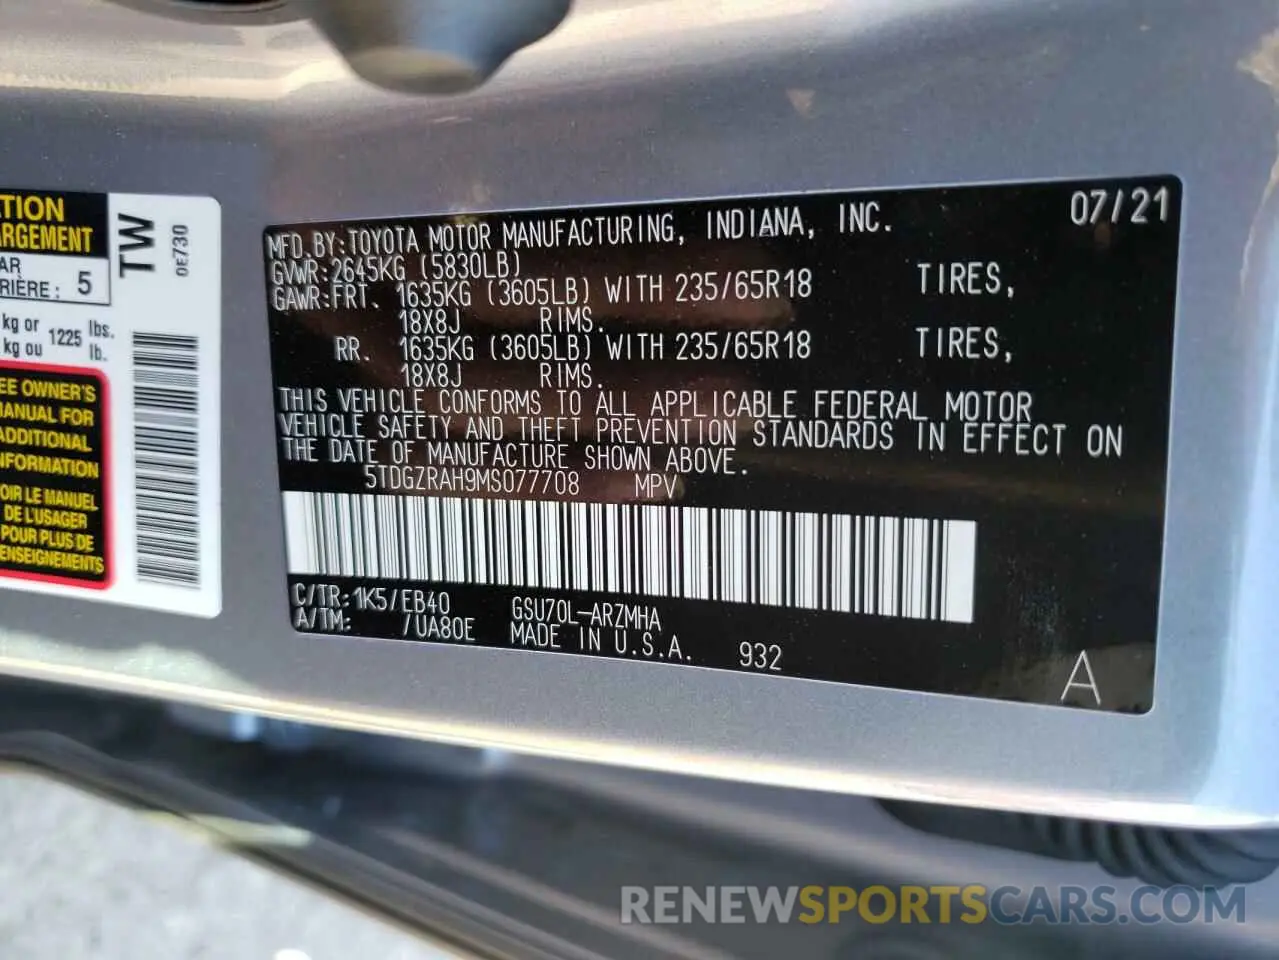 TION
ARGEMENT
AR
RIÈRE: 5
kg or 1225 lbs.
kg ou lb.
EE OWNER'S
MANUAL FOR
ADDITIONAL
NFORMATION
OIR LE MANUEL
DE L'USAGER
POUR PLUS DE
ENSEIGNEMENTS
TW
0E730
07/21
MFD.BY:TOYOTA MOTOR MANUFACTURING, INDIANA, INC.
GVWR:2645KG (5830LB)
GAWR:FRT. 1635KG (3605LB) WITH 235/65R18 TIRES,
18X8J RIMS.
RR. 1635KG (3605LB) WITH 235/65R18 TIRES,
18X8J RIMS.
THIS VEHICLE CONFORMS TO ALL APPLICABLE FEDERAL MOTOR
VEHICLE SAFETY AND THEFT PREVENTION STANDARDS IN EFFECT ON
THE DATE OF MANUFACTURE SHOWN ABOVE.
5TDGZRAH9MS077708 MPV
C/TR:1K5/EB40 GSU70L-ARZMHA
A/TM: /UA80E MADE IN U.S.A. 932
A
RENEWSPORTSCARS.COM